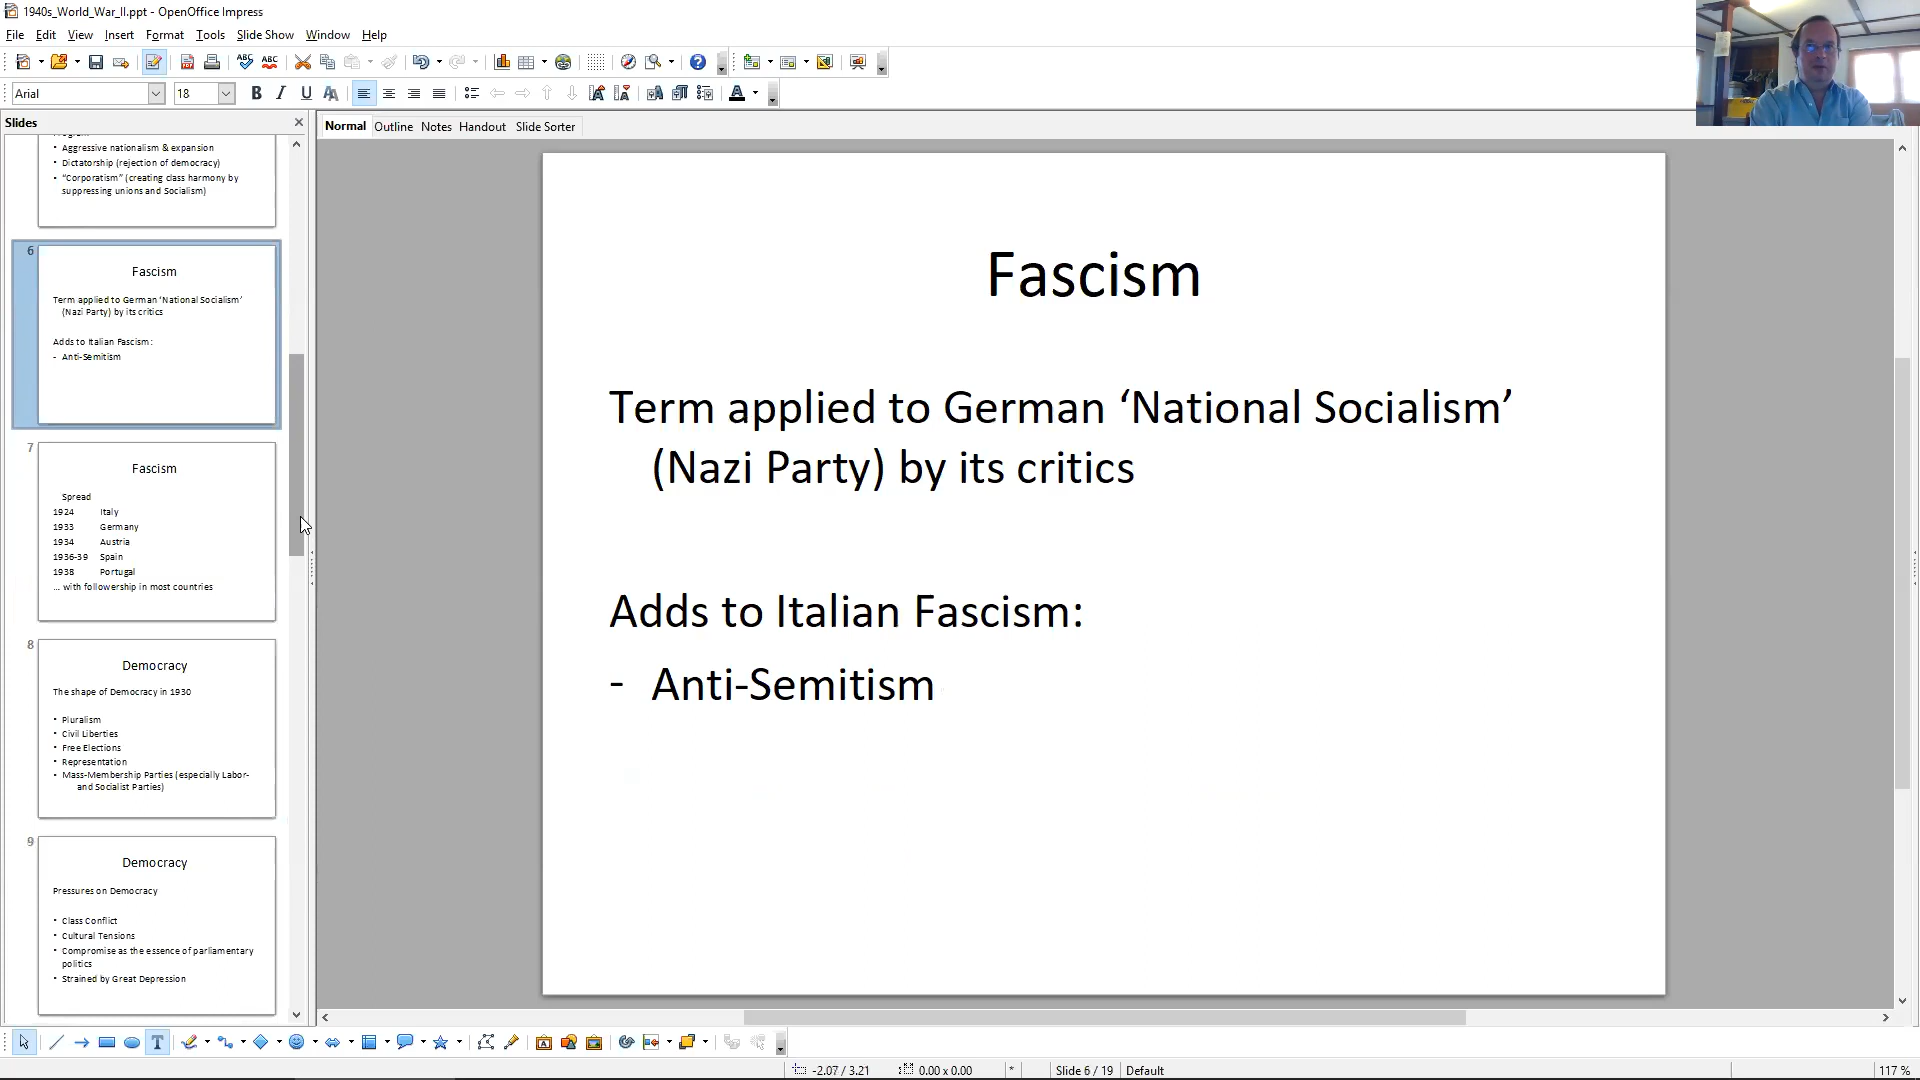 1940s_World_War_II.ppt - OpenOffice Impress
File Edit View Insert Format Tools Slide Show Window Help
Arial 18
Slides
Normal Outline Notes Handout Slide Sorter
• Aggressive nationalism & expansion
• Dictatorship (rejection of democracy)
• “Corporatism” (creating class harmony by
suppressing unions and Socialism)
6
Fascism
Term applied to German ‘National Socialism’
(Nazi Party) by its critics
Adds to Italian Fascism:
- Anti-Semitism
7
Fascism
Spread
1924 Italy
1933 Germany
1934 Austria
1936-39 Spain
1938 Portugal
... with followership in most countries
8
Democracy
The shape of Democracy in 1930
• Pluralism
• Civil Liberties
• Free Elections
• Representation
• Mass-Membership Parties (especially Labor-
and Socialist Parties)
9
Democracy
Pressures on Democracy
• Class Conflict
• Cultural Tensions
• Compromise as the essence of parliamentary
politics
• Strained by Great Depression
Fascism
Term applied to German ‘National Socialism’
(Nazi Party) by its critics
Adds to Italian Fascism:
- Anti-Semitism
-2.07 / 3.21 0.00 x 0.00 * Slide 6 / 19 Default 117 %